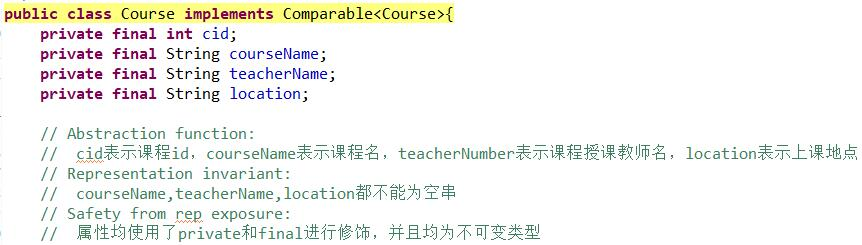 public class Course implements Comparable<Course>{
private final int cid;
private final String courseName;
private final String teacherName;
private final String location;
// Abstraction function:
// cid表示课程id，courseName表示课程名，teacherNumber表示课程授课教师名，location表示上课地点
// Representation invariant:
// courseName,teacherName,location都不能为空串
// Safety from rep exposure:
// 属性均使用了private和final进行修饰，并且均为不可变类型